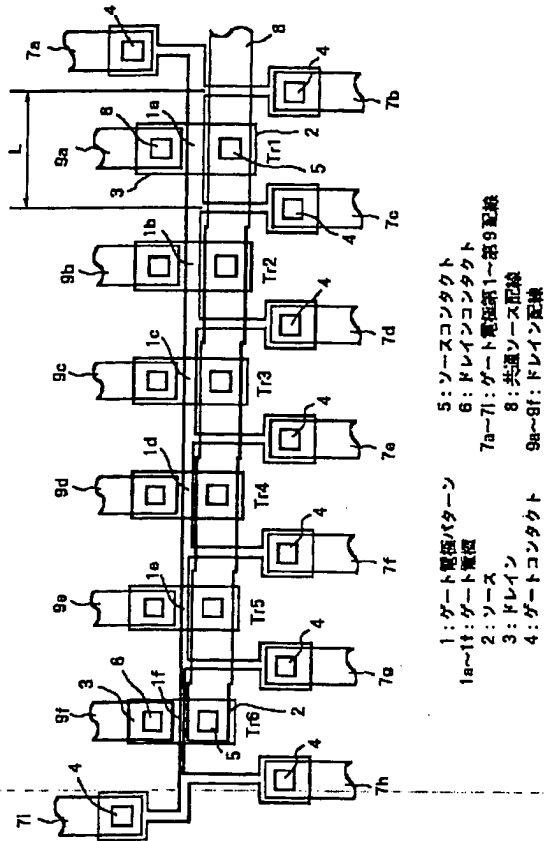 7a
4
8
L
6
9a
1a
2
4
7b
3
Tr1
5
9b
1b
Tr2
4
7c
9c
1c
Tr3
4
7d
9d
1d
Tr4
4
7e
9e
1e
Tr5
4
7f
9f
3
6
1f
Tr6
5
2
4
7g
7i
4
4
7h
1:ゲート電極パターン
1a~1f:ゲート電極
2:ソース
3:ドレイン
4:ゲートコンタクト
5:ソースコンタクト
6:ドレインコンタクト
7a~7i:ゲート電極第1~第9配線
8:共通ソース配線
9a~9f:ドレイン配線